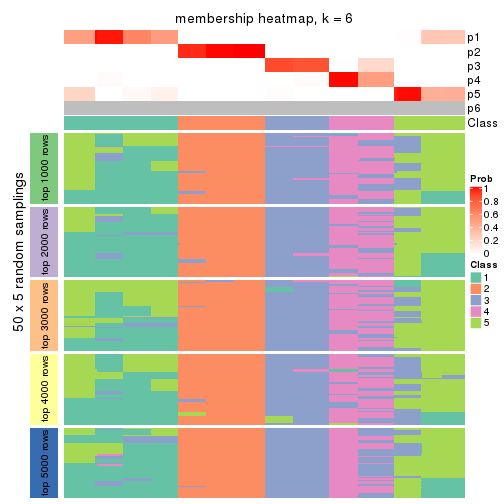 membership heatmap, k = 6
p1
p2
p3
p4
p5
p6
Class
50 x 5 random samplings
top 1000 rows
top 2000 rows
top 3000 rows
top 4000 rows
top 5000 rows
Prob
1
0.8
0.6
0.4
0.2
0
Class
1
2
3
4
5